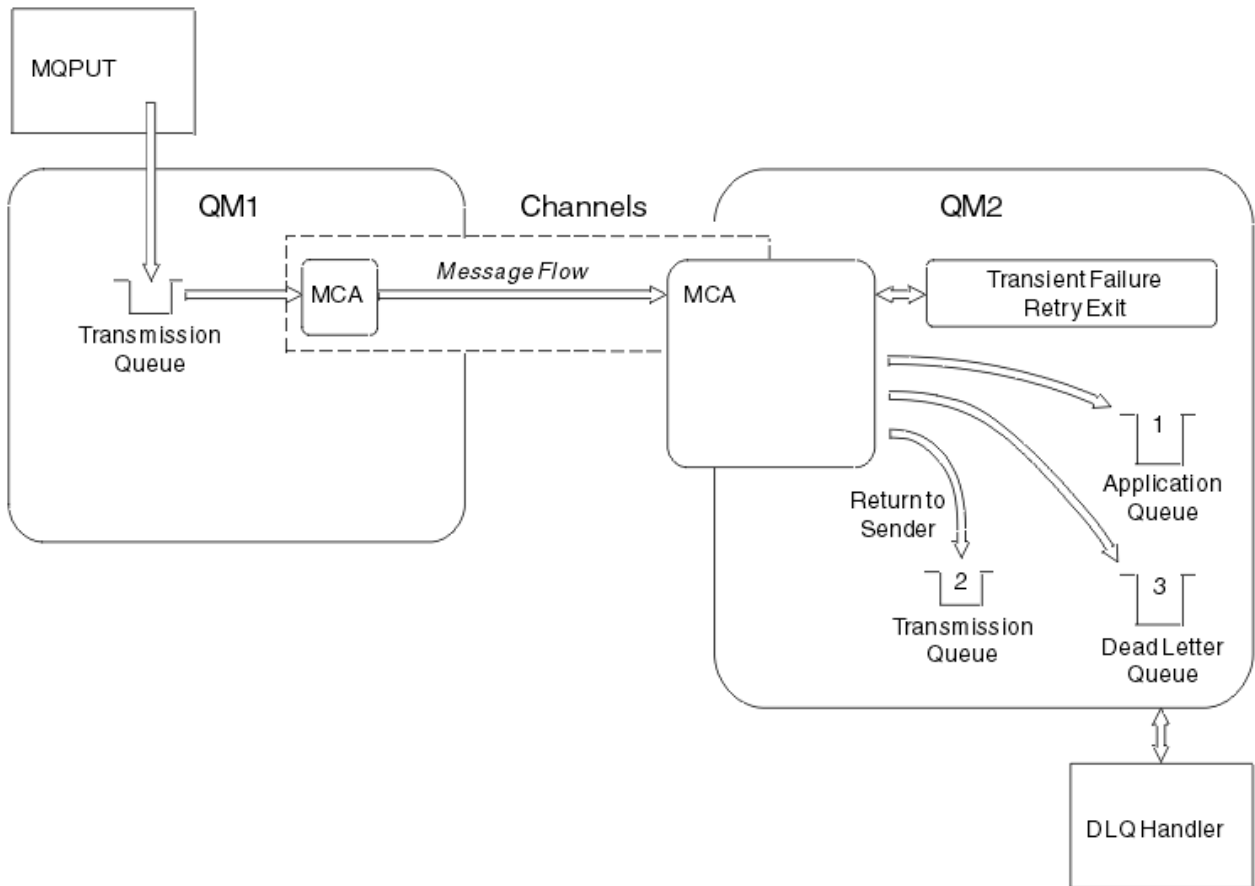 MQPUT
QM1
Channels
QM2
Message Flow
MCA
MCA
Transient Failure
Retry Exit
Transmission
Queue
1
Application
Queue
Return to
Sender
2
Transmission
Queue
3
Dead Letter
Queue
DLQ Handler